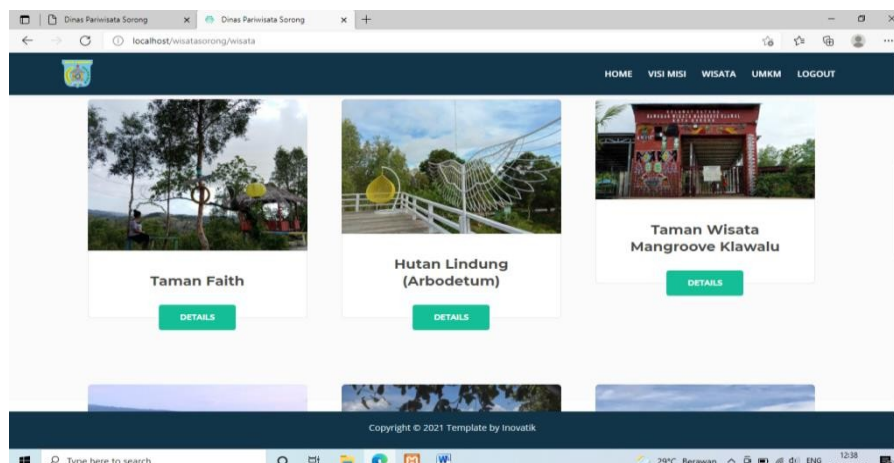 Dinas Pariwisata Sorong
Dinas Pariwisata Sorong
localhost/wisatasorong/wisata
HOME VISI MISI WISATA UMKM LOGOUT
Taman Faith
DETAILS
Hutan Lindung
(Arbodetum)
DETAILS
Taman Wisata
Mangroove Klawalu
DETAILS
Copyright © 2021 Template by Inovatik
Type here to search
29°C Berawan
ENG
12:38